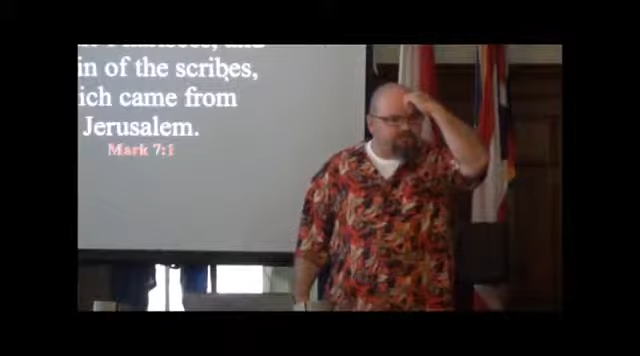 in of the scribes,
ich came from
Jerusalem.
Mark 7:1